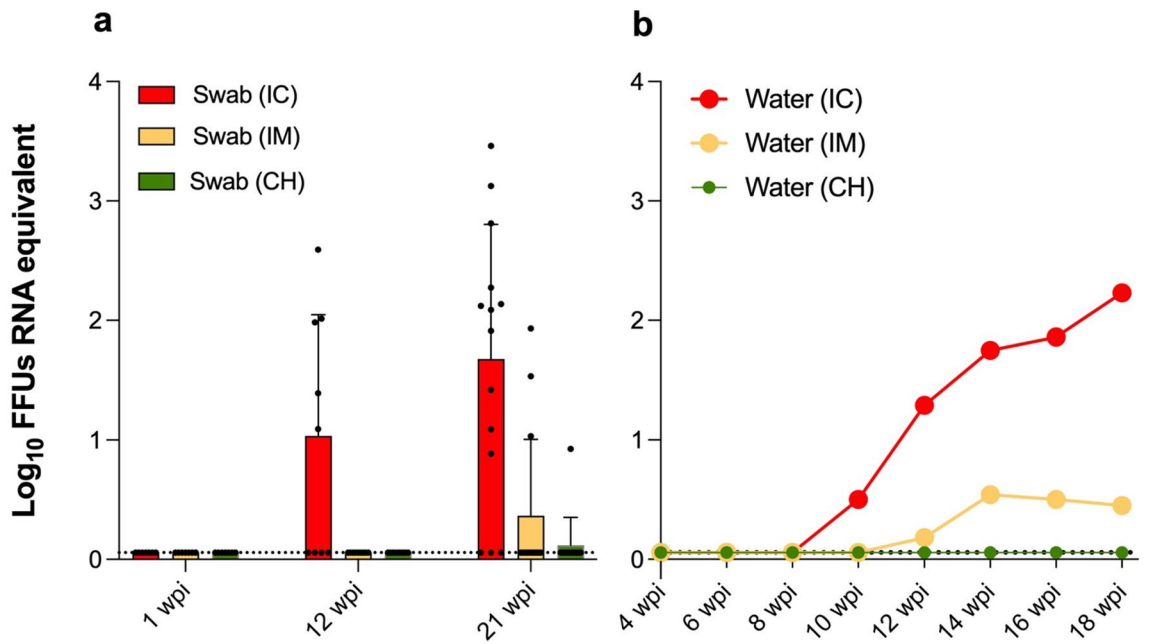 a
Log10 FFUs RNA equivalent
4
3
2
1
0
Swab (IC)
Swab (IM)
Swab (CH)
1 wpi
12 wpi
21 wpi
b
4
3
2
1
0
Water (IC)
Water (IM)
Water (CH)
4 wpi
6 wpi
8 wpi
10 wpi
12 wpi
14 wpi
16 wpi
18 wpi